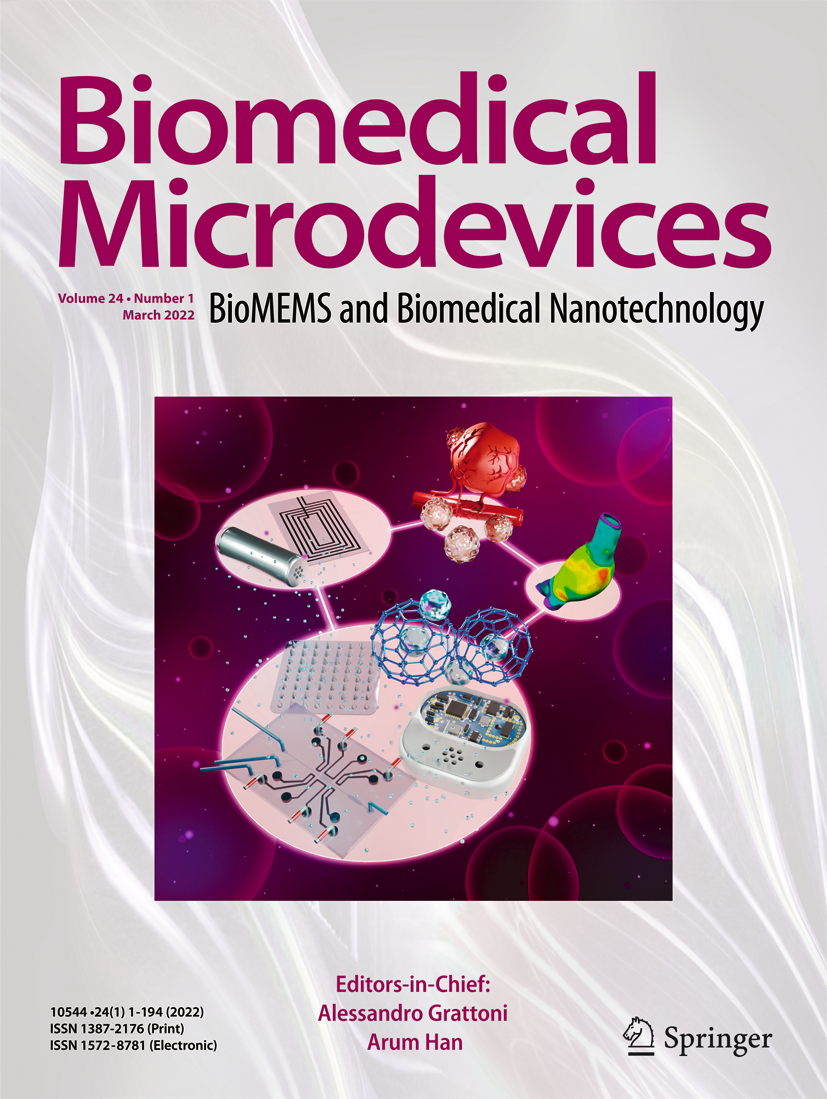 Biomedical
Microdevices
Volume 24 • Number 1
March 2022
BioMEMS and Biomedical Nanotechnology
Editors-in-Chief:
Alessandro Grattoni
Arum Han
10544 •24(1) 1-194 (2022)
ISSN 1387-2176 (Print)
ISSN 1572-8781 (Electronic)
Springer